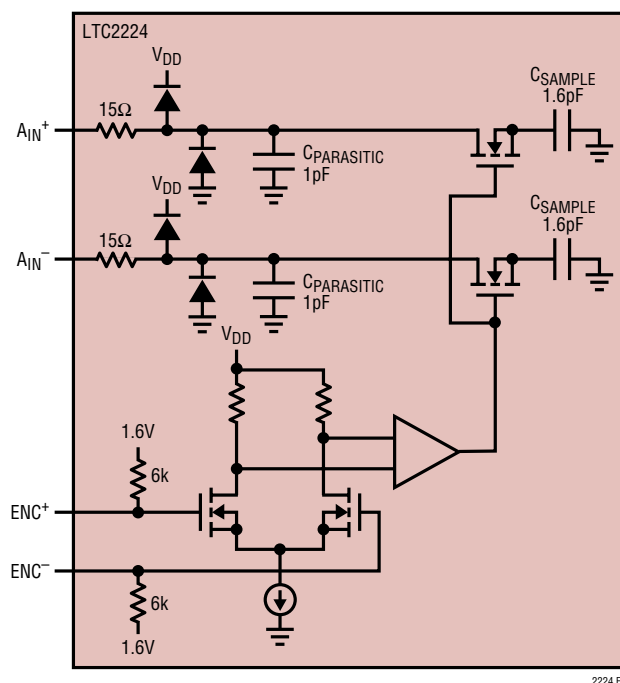 LTC2224
VDD
CSAMPLE
1.6pF
15Ω
AIN+
CPARASITIC
1pF
VDD
CSAMPLE
1.6pF
15Ω
AIN–
CPARASITIC
1pF
VDD
1.6V
6k
ENC+
ENC–
6k
1.6V